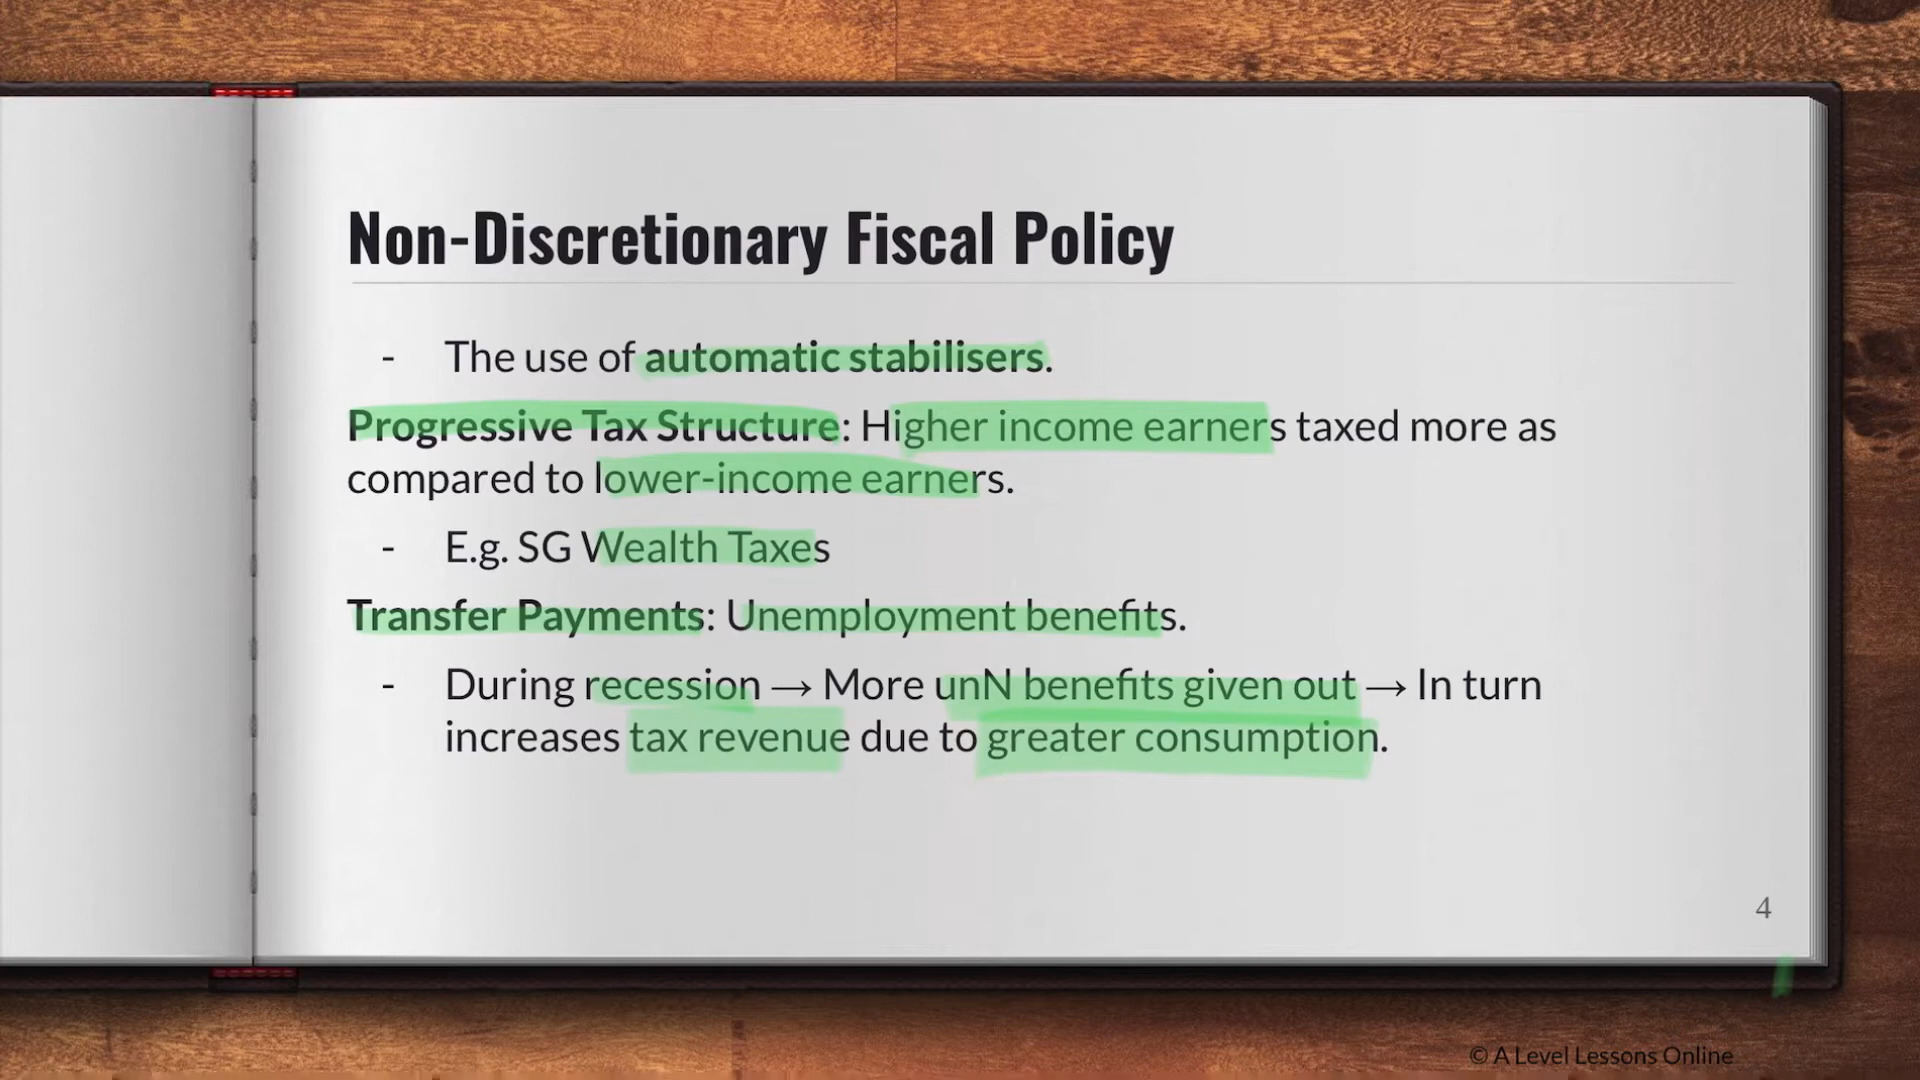 Non-Discretionary Fiscal Policy
- The use of automatic stabilisers.
Progressive Tax Structure: Higher income earners taxed more as
compared to lower-income earners.
- E.g. SG Wealth Taxes
Transfer Payments: Unemployment benefits.
- During recession → More unN benefits given out → In turn
increases tax revenue due to greater consumption.
4
© A Level Lessons Online